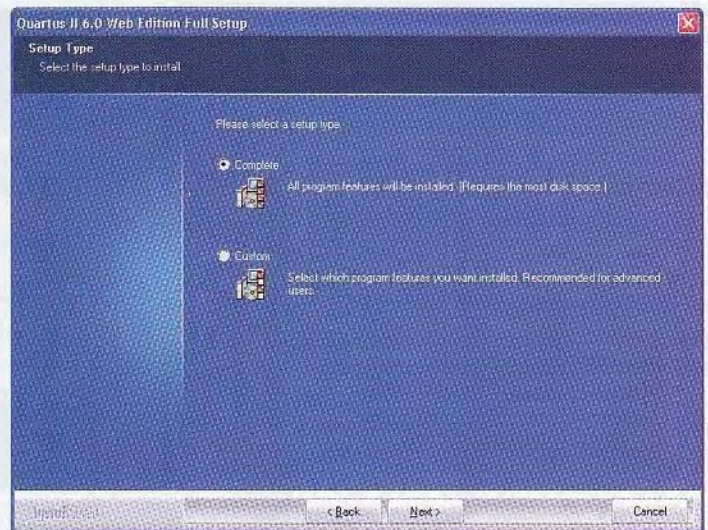 Quartus II 6.0 Web Edition Full Setup
Setup Type
Select the setup type to install.
Please select a setup type.
Complete
All program features will be installed. (Requires the most disk space.)
Custom
Select which program features you want installed. Recommended for advanced
users.
InstallShield
< Back
Next >
Cancel